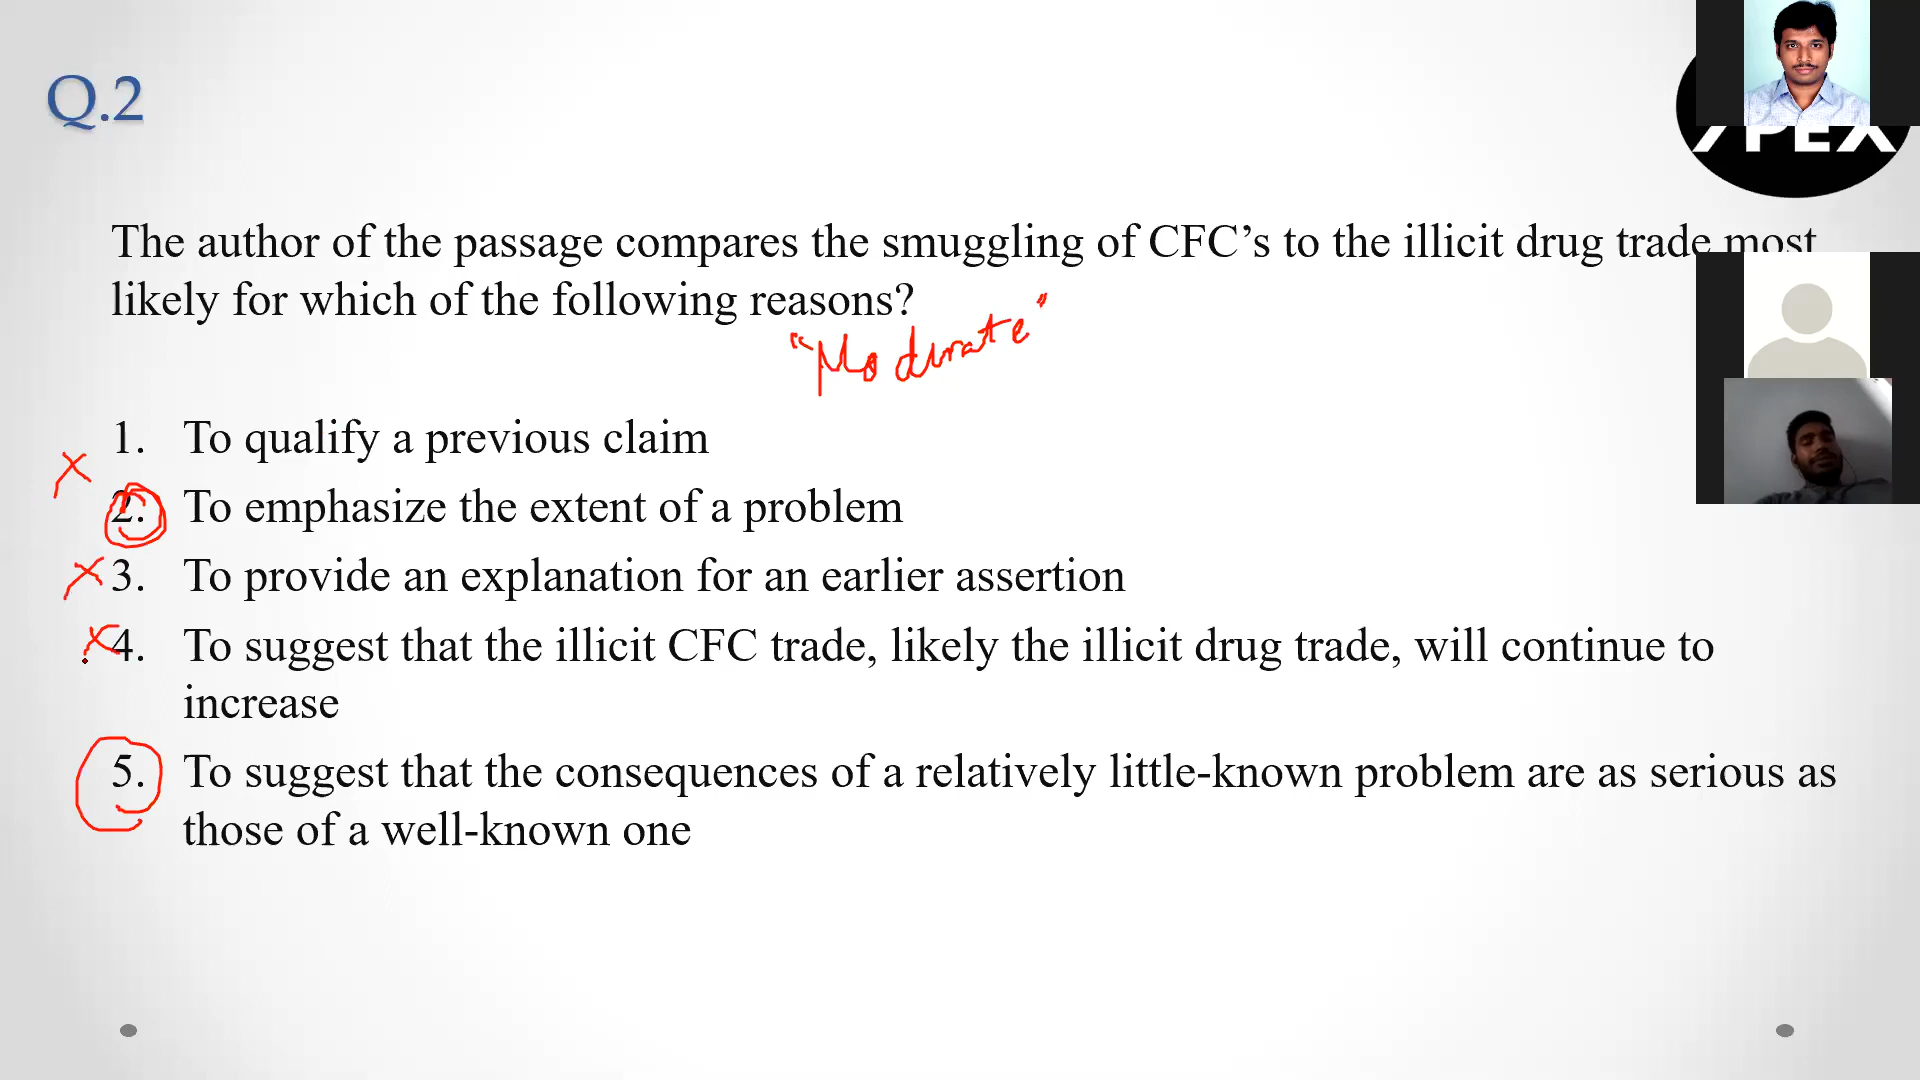 Q.2
APEX
The author of the passage compares the smuggling of CFC’s to the illicit drug trade most
likely for which of the following reasons?
"Moderate"
1. To qualify a previous claim
2. To emphasize the extent of a problem
3. To provide an explanation for an earlier assertion
4. To suggest that the illicit CFC trade, likely the illicit drug trade, will continue to
increase
5. To suggest that the consequences of a relatively little-known problem are as serious as
those of a well-known one